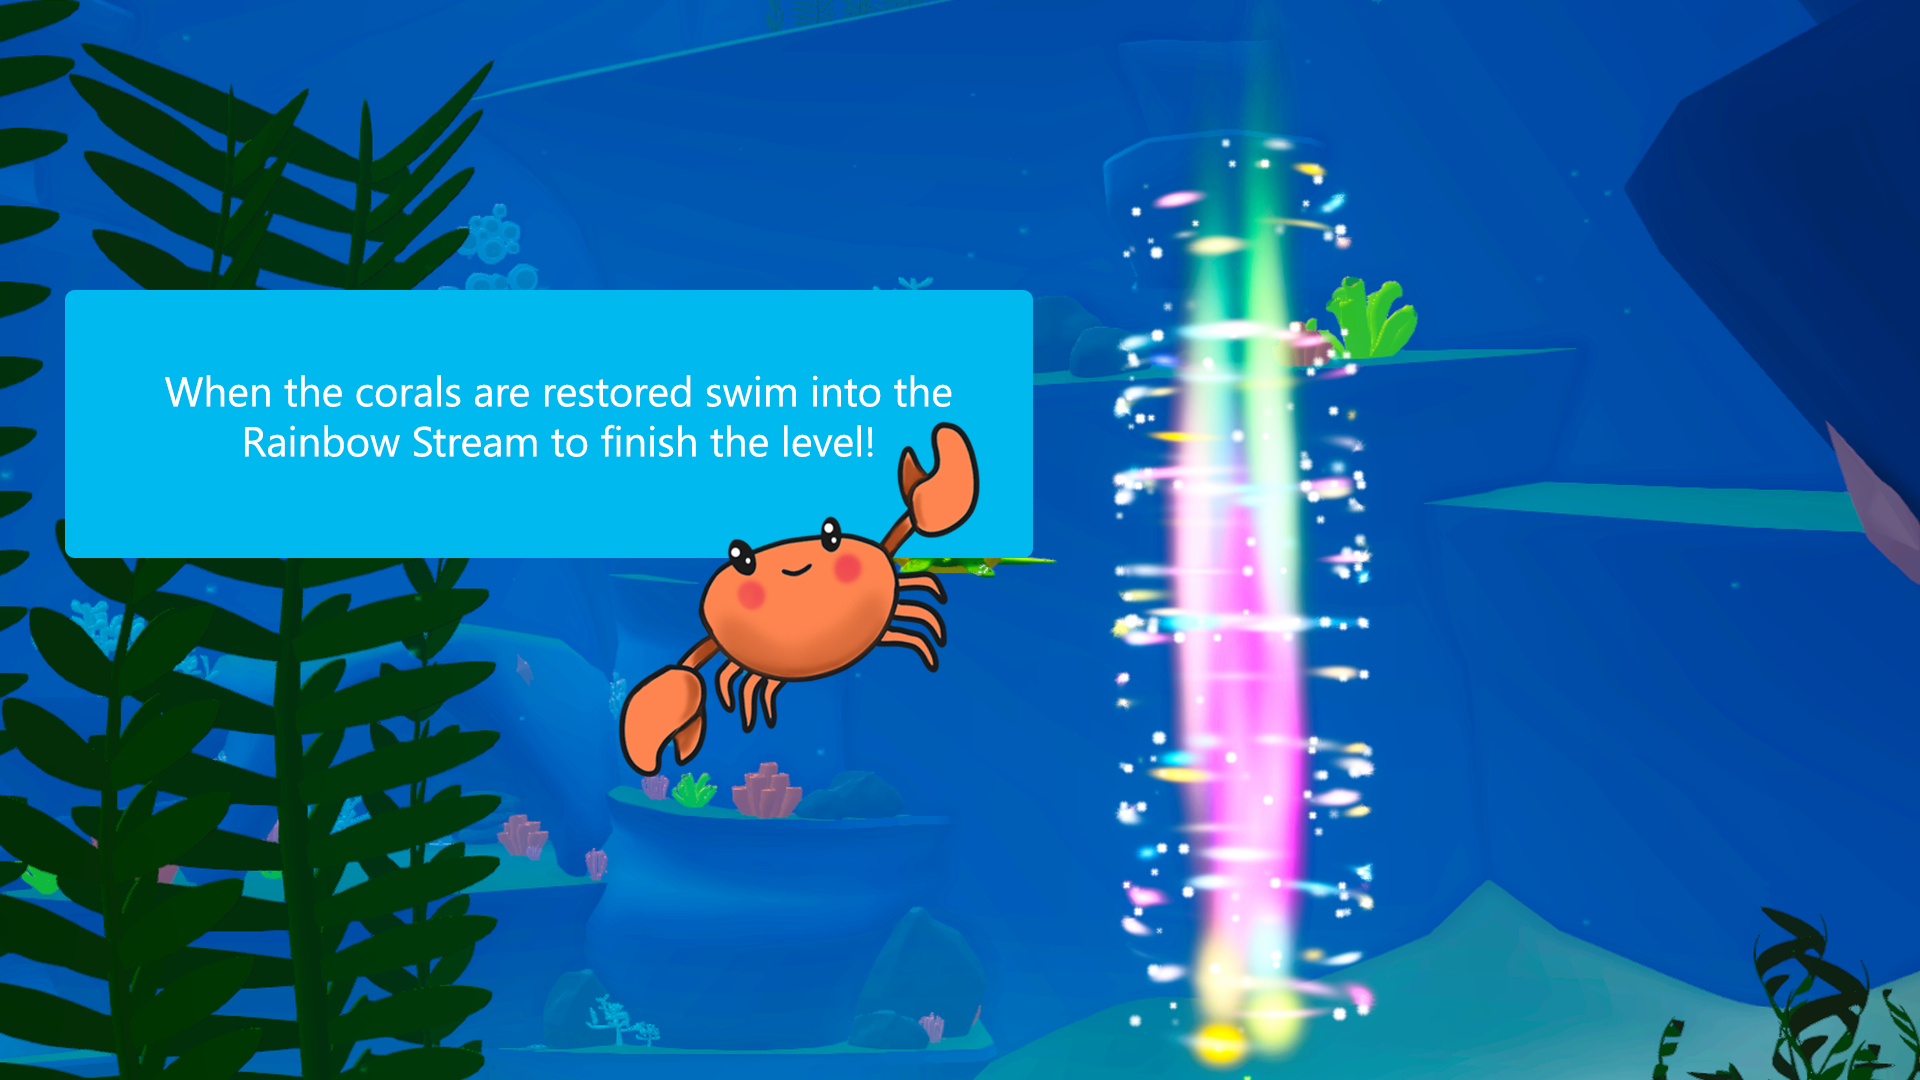 When the corals are restored swim into the
Rainbow Stream to finish the level!